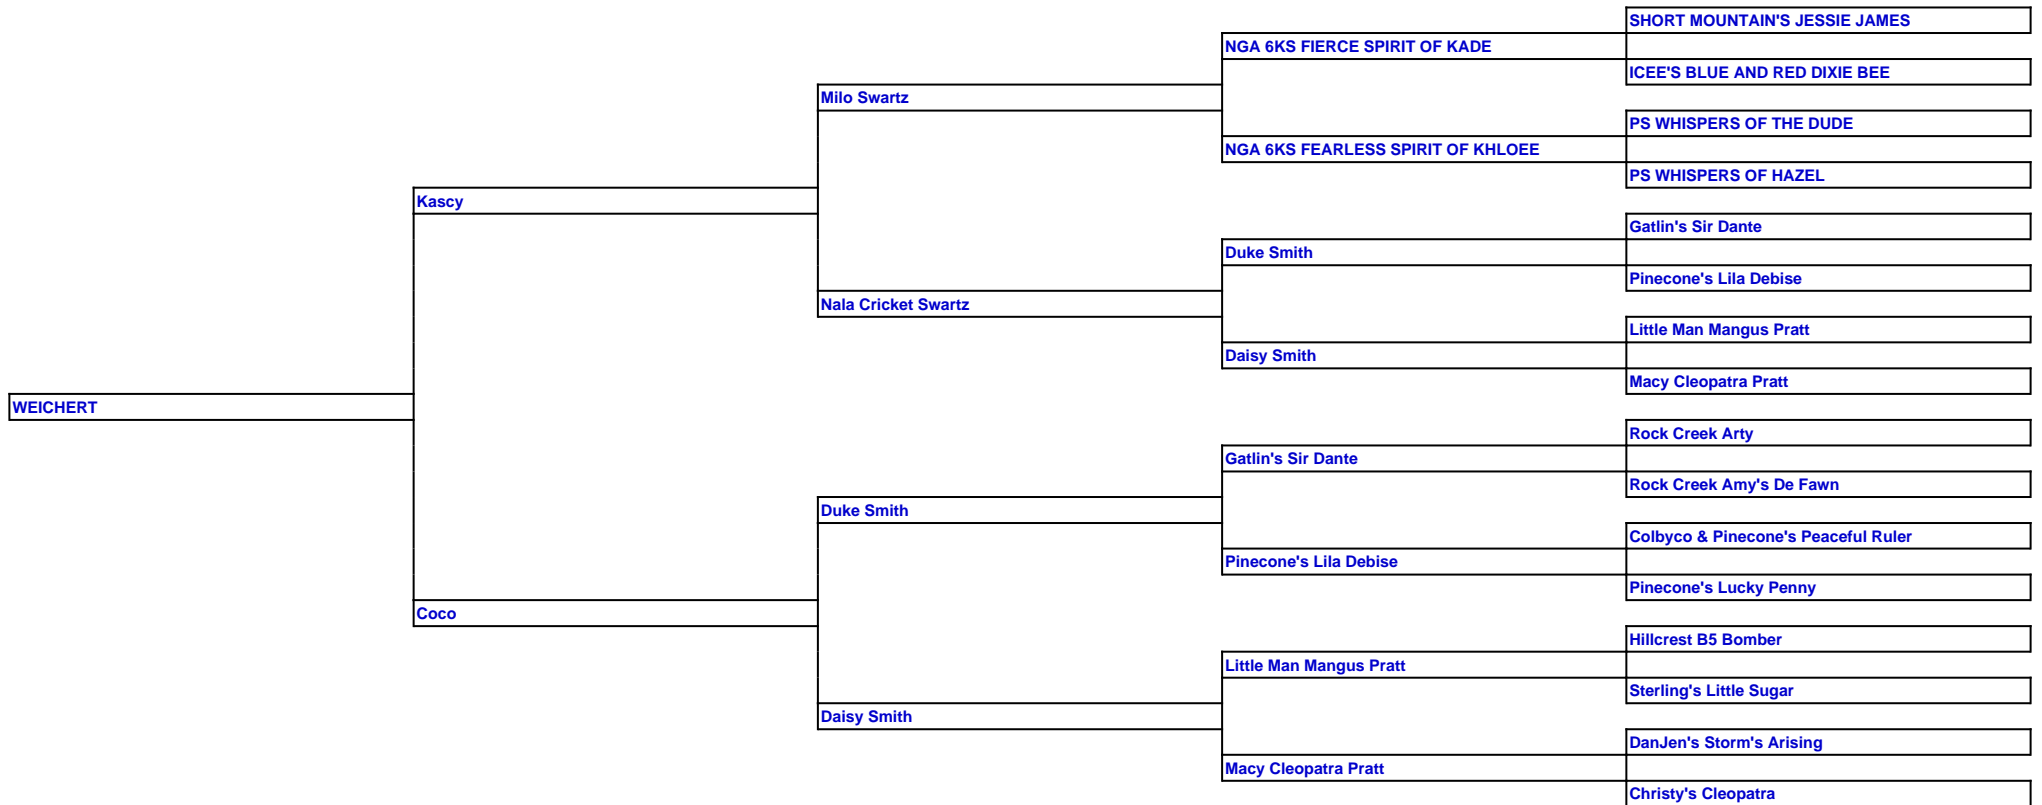 SHORT MOUNTAIN'S JESSIE JAMES
NGA 6KS FIERCE SPIRIT OF KADE
ICEE'S BLUE AND RED DIXIE BEE
Milo Swartz
PS WHISPERS OF THE DUDE
NGA 6KS FEARLESS SPIRIT OF KHLOEE
PS WHISPERS OF HAZEL
Kascy
Gatlin's Sir Dante
Duke Smith
Pinecone's Lila Debise
Nala Cricket Swartz
Little Man Mangus Pratt
Daisy Smith
Macy Cleopatra Pratt
WEICHERT
Rock Creek Arty
Gatlin's Sir Dante
Rock Creek Amy's De Fawn
Duke Smith
Colbyco & Pinecone's Peaceful Ruler
Pinecone's Lila Debise
Pinecone's Lucky Penny
Coco
Hillcrest B5 Bomber
Little Man Mangus Pratt
Sterling's Little Sugar
Daisy Smith
DanJen's Storm's Arising
Macy Cleopatra Pratt
Christy's Cleopatra